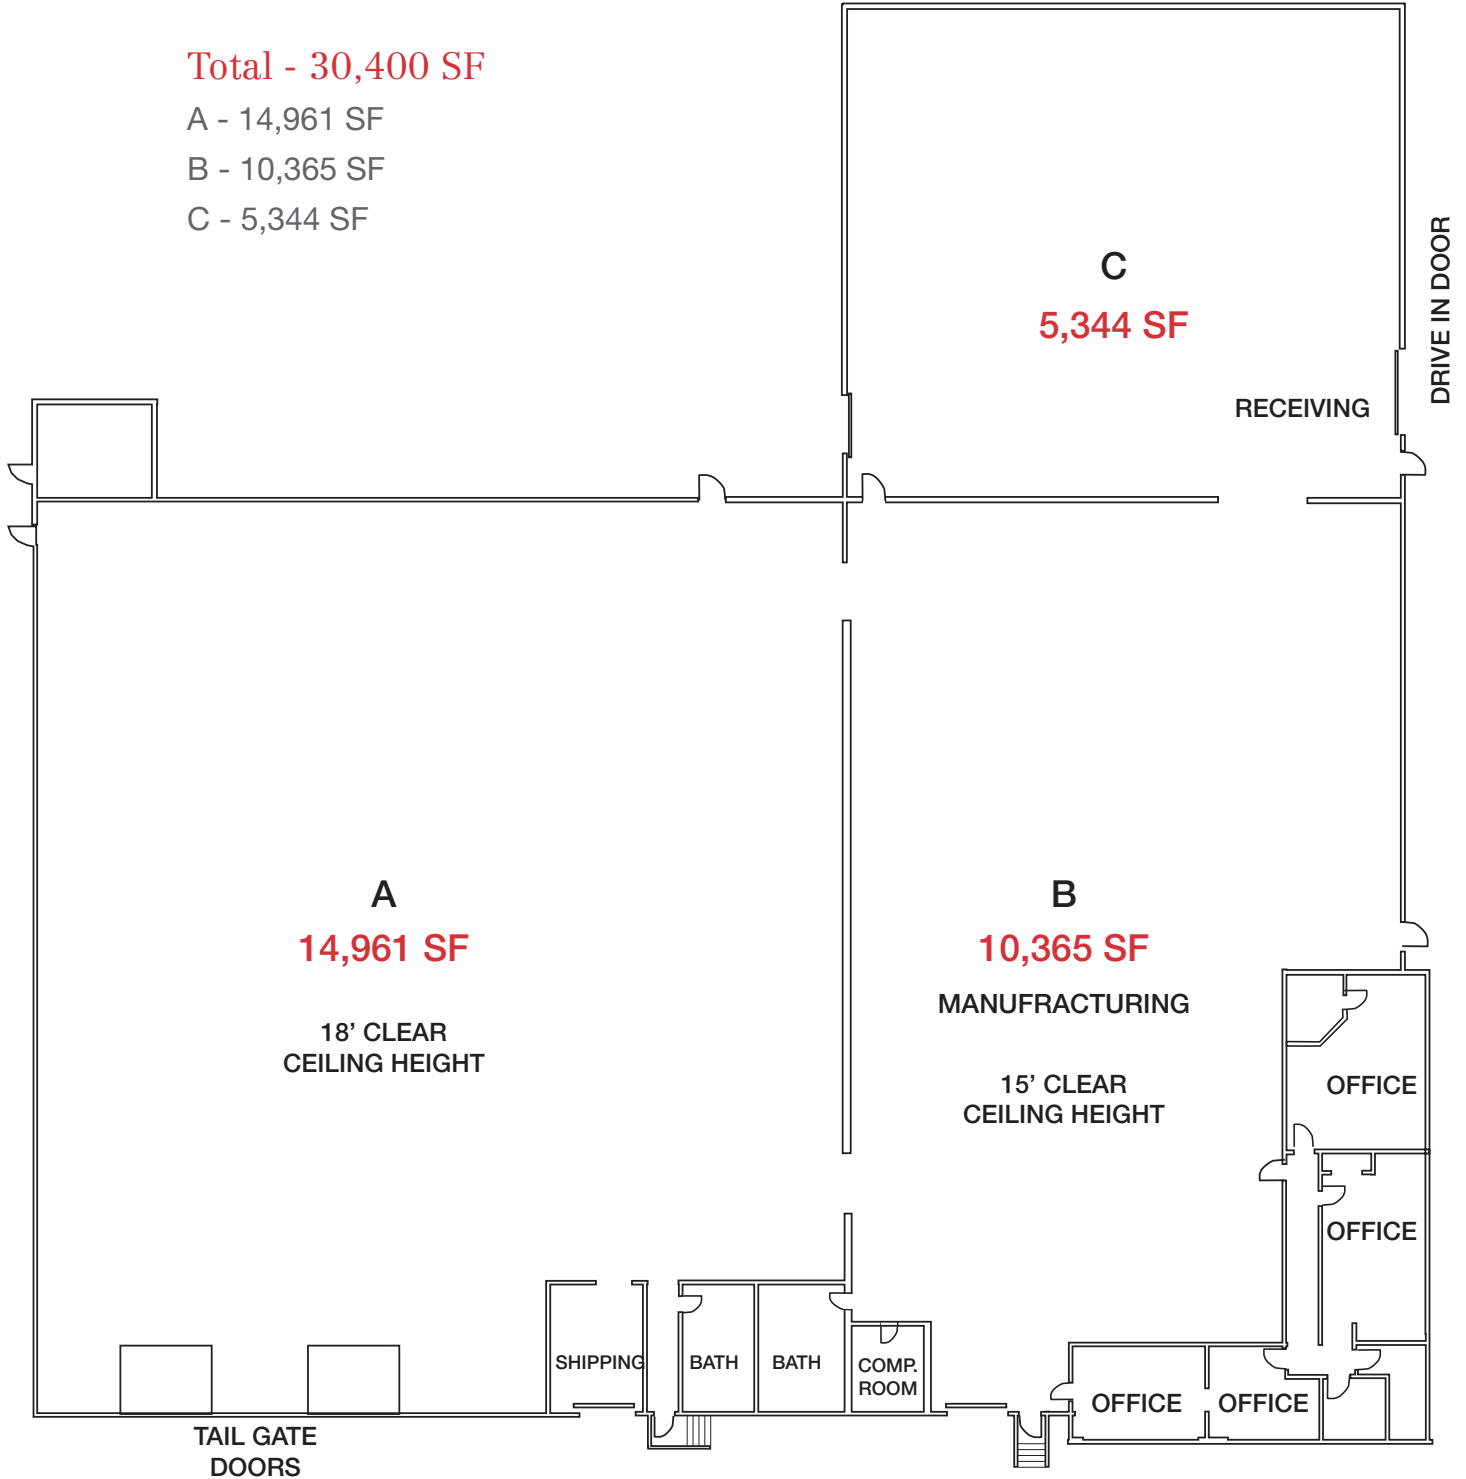 Total - 30,400 SF
A - 14,961 SF
B - 10,365 SF
C - 5,344 SF
C
5,344 SF
RECEIVING
DRIVE IN DOOR
A
14,961 SF
18’ CLEAR
CEILING HEIGHT
B
10,365 SF
MANUFRACTURING
15’ CLEAR
CEILING HEIGHT
OFFICE
OFFICE
SHIPPING
BATH
BATH
COMP.
ROOM
OFFICE
OFFICE
TAIL GATE
DOORS